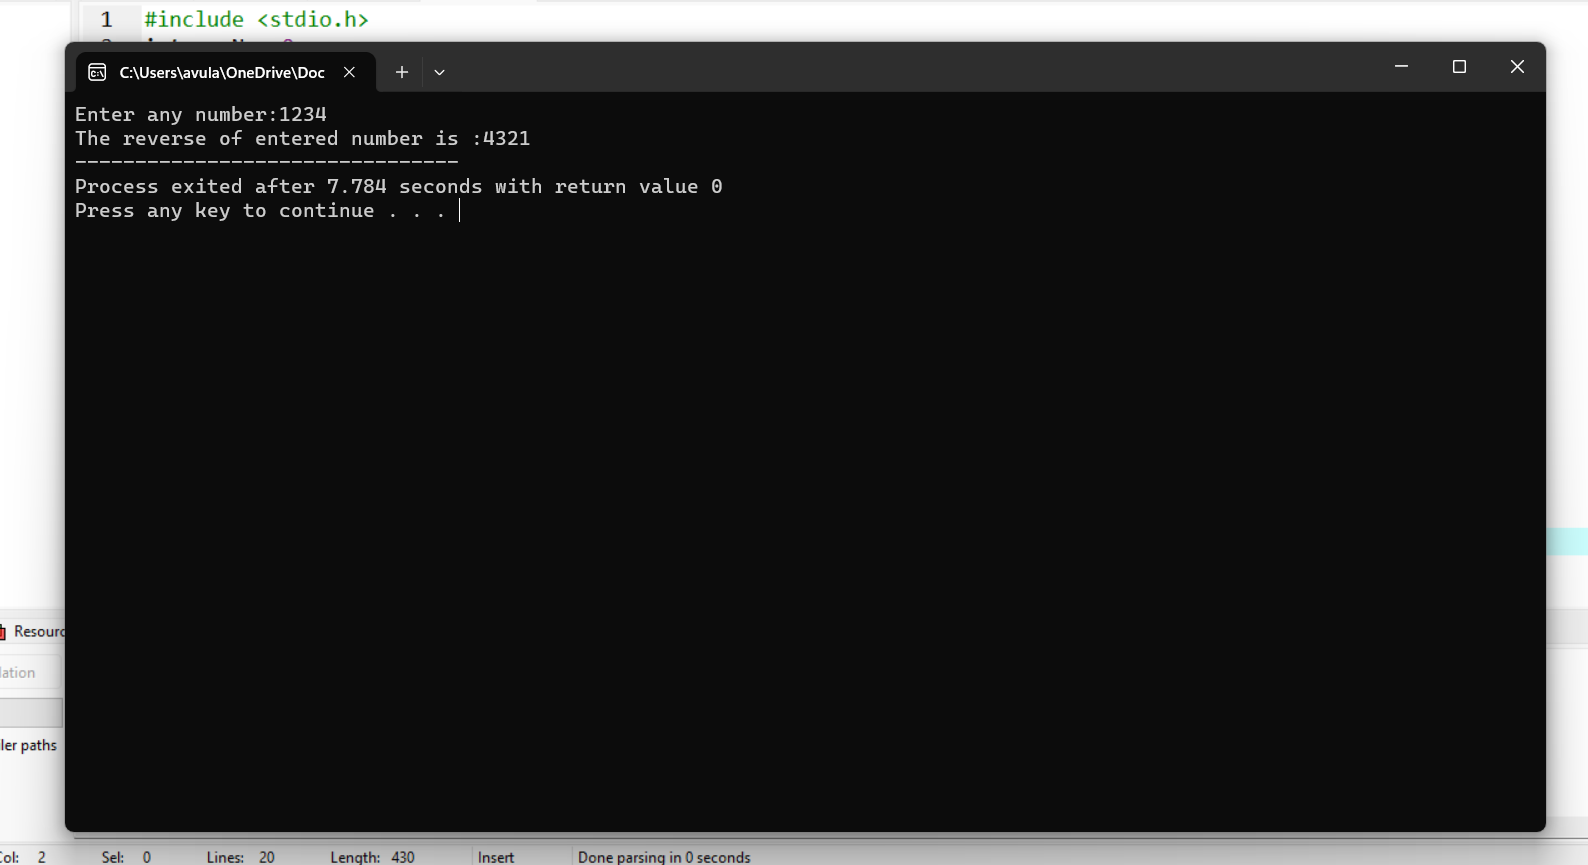 1 #include <stdio.h>
C:\Users\avula\OneDrive\Doc
Enter any number:1234
The reverse of entered number is :4321
--------------------------------
Process exited after 7.784 seconds with return value 0
Press any key to continue . . .
Resourc
lation
ler paths
Col: 2 Sel: 0 Lines: 20 Length: 430 Insert Done parsing in 0 seconds